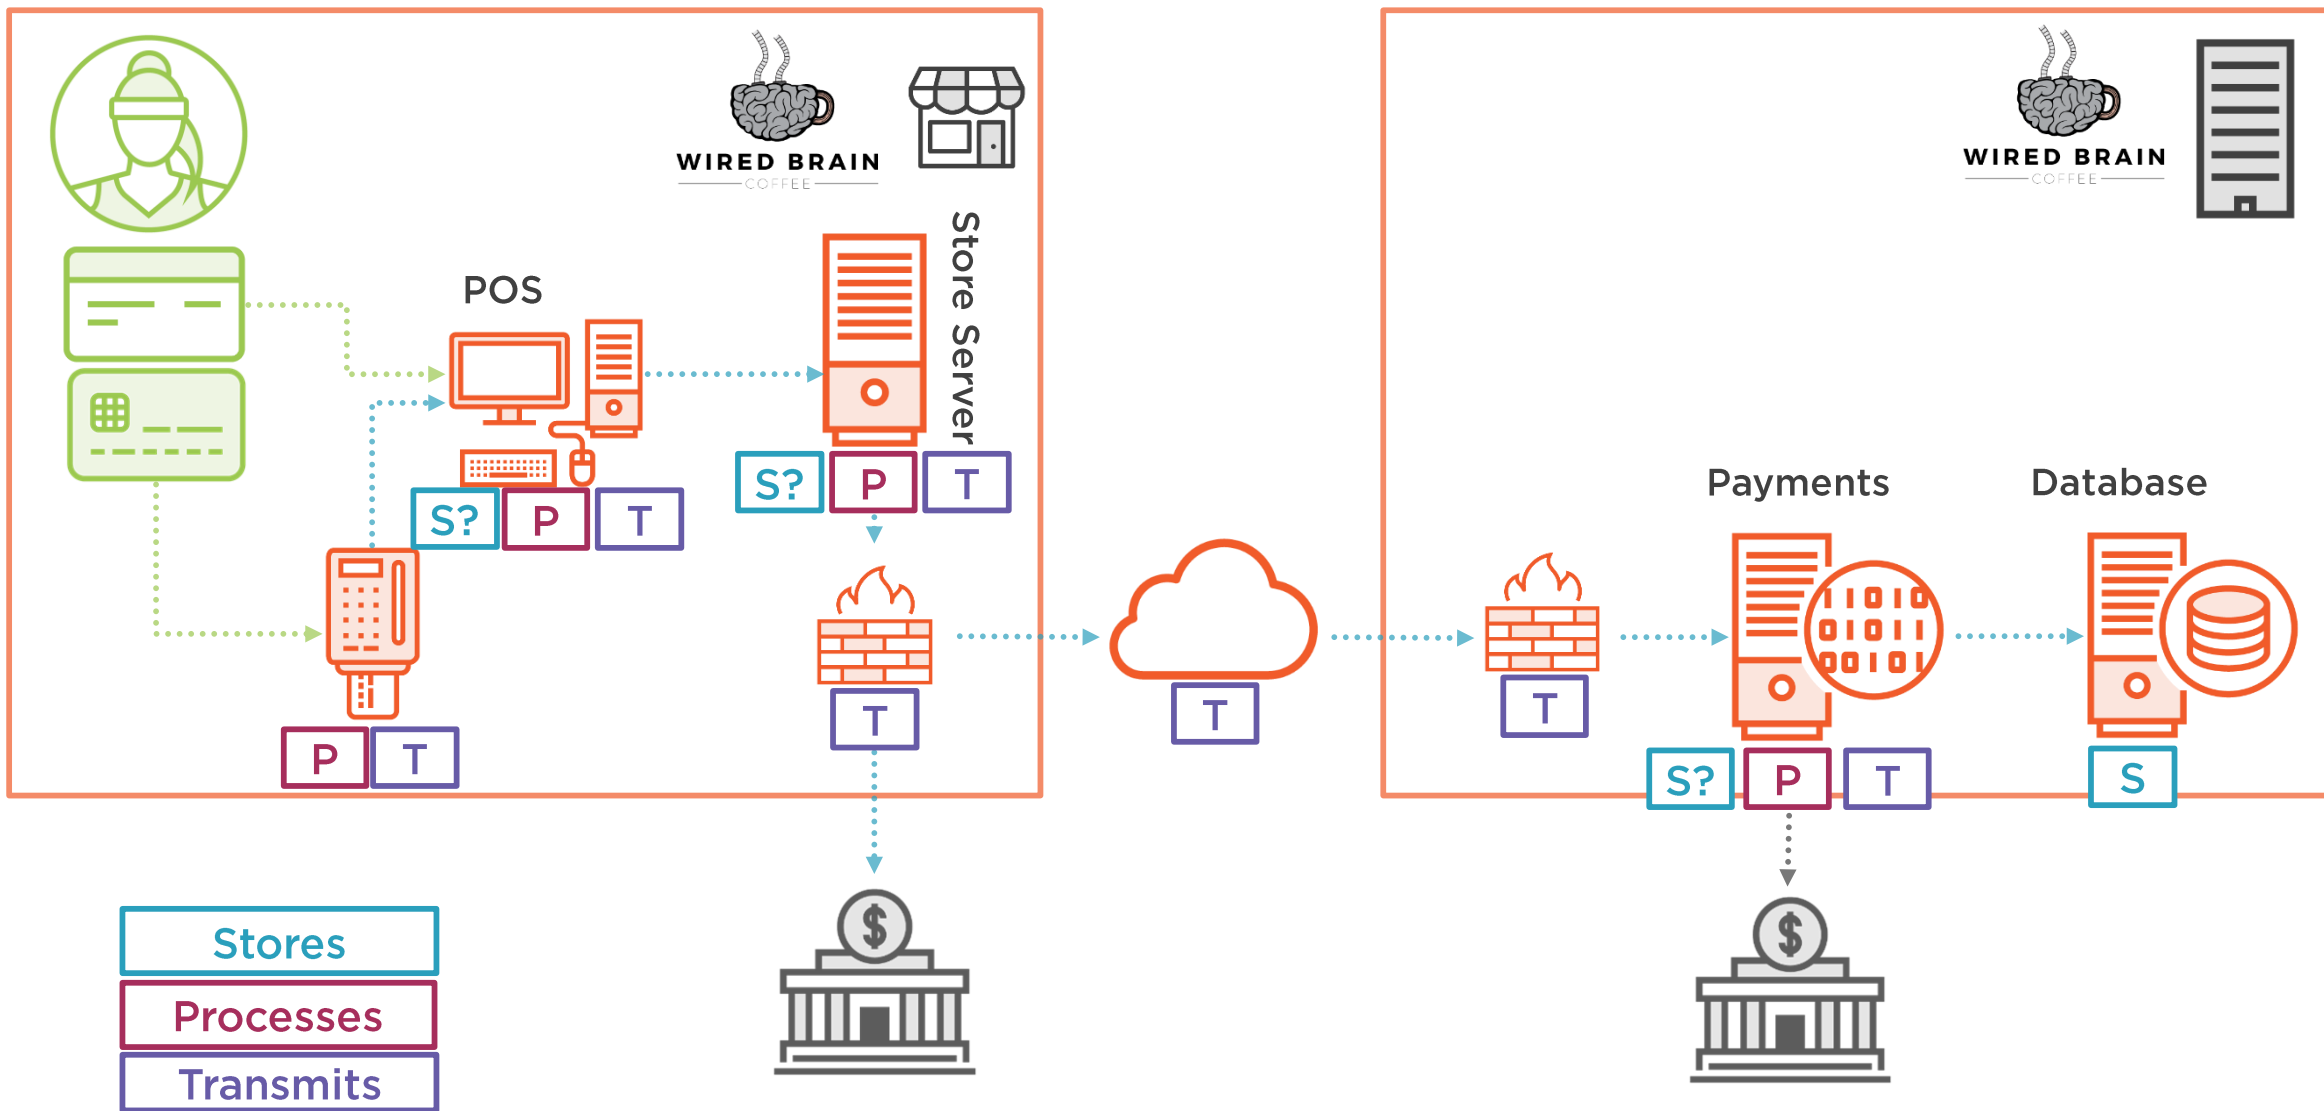 WIRED BRAIN
COFFEE
WIRED BRAIN
COFFEE
POS
Store Server
S? P T
S? P T
P T
T
T
T
Payments
Database
S? P T
S
$
$
Stores
Processes
Transmits